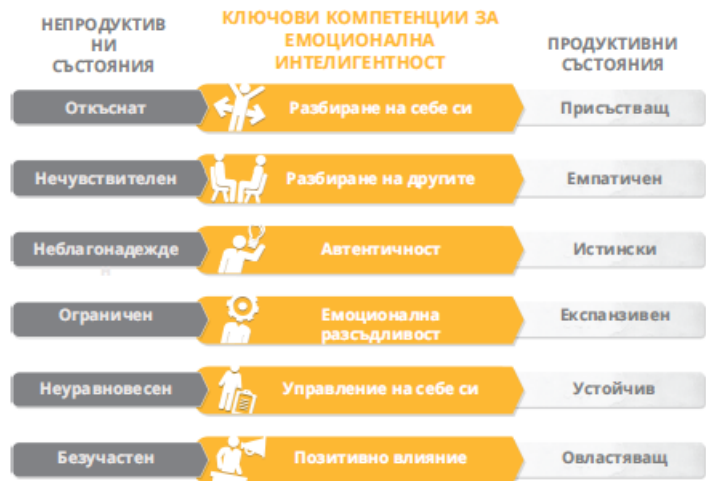 НЕПРОДУКТИВ
НИ
СЪСТОЯНИЯ
КЛЮЧОВИ КОМПЕТЕНЦИИ ЗА
ЕМОЦИОНАЛНА
ИНТЕЛИГЕНТНОСТ
ПРОДУКТИВНИ
СЪСТОЯНИЯ
Откъснат
Разбиране на себе си
Присъстващ
Нечувствителен
Разбиране на другите
Емпатичен
Неблагонадежде
н
Автентичност
Истински
Ограничен
Емоционална
разсъдливост
Експанзивен
Неуравновесен
Управление на себе си
Устойчив
Безучастен
Позитивно влияние
Овластяващ